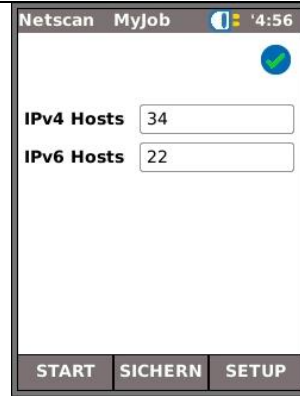 Netscan MyJob '4:56
IPv4 Hosts 34
IPv6 Hosts 22
START SICHERN SETUP